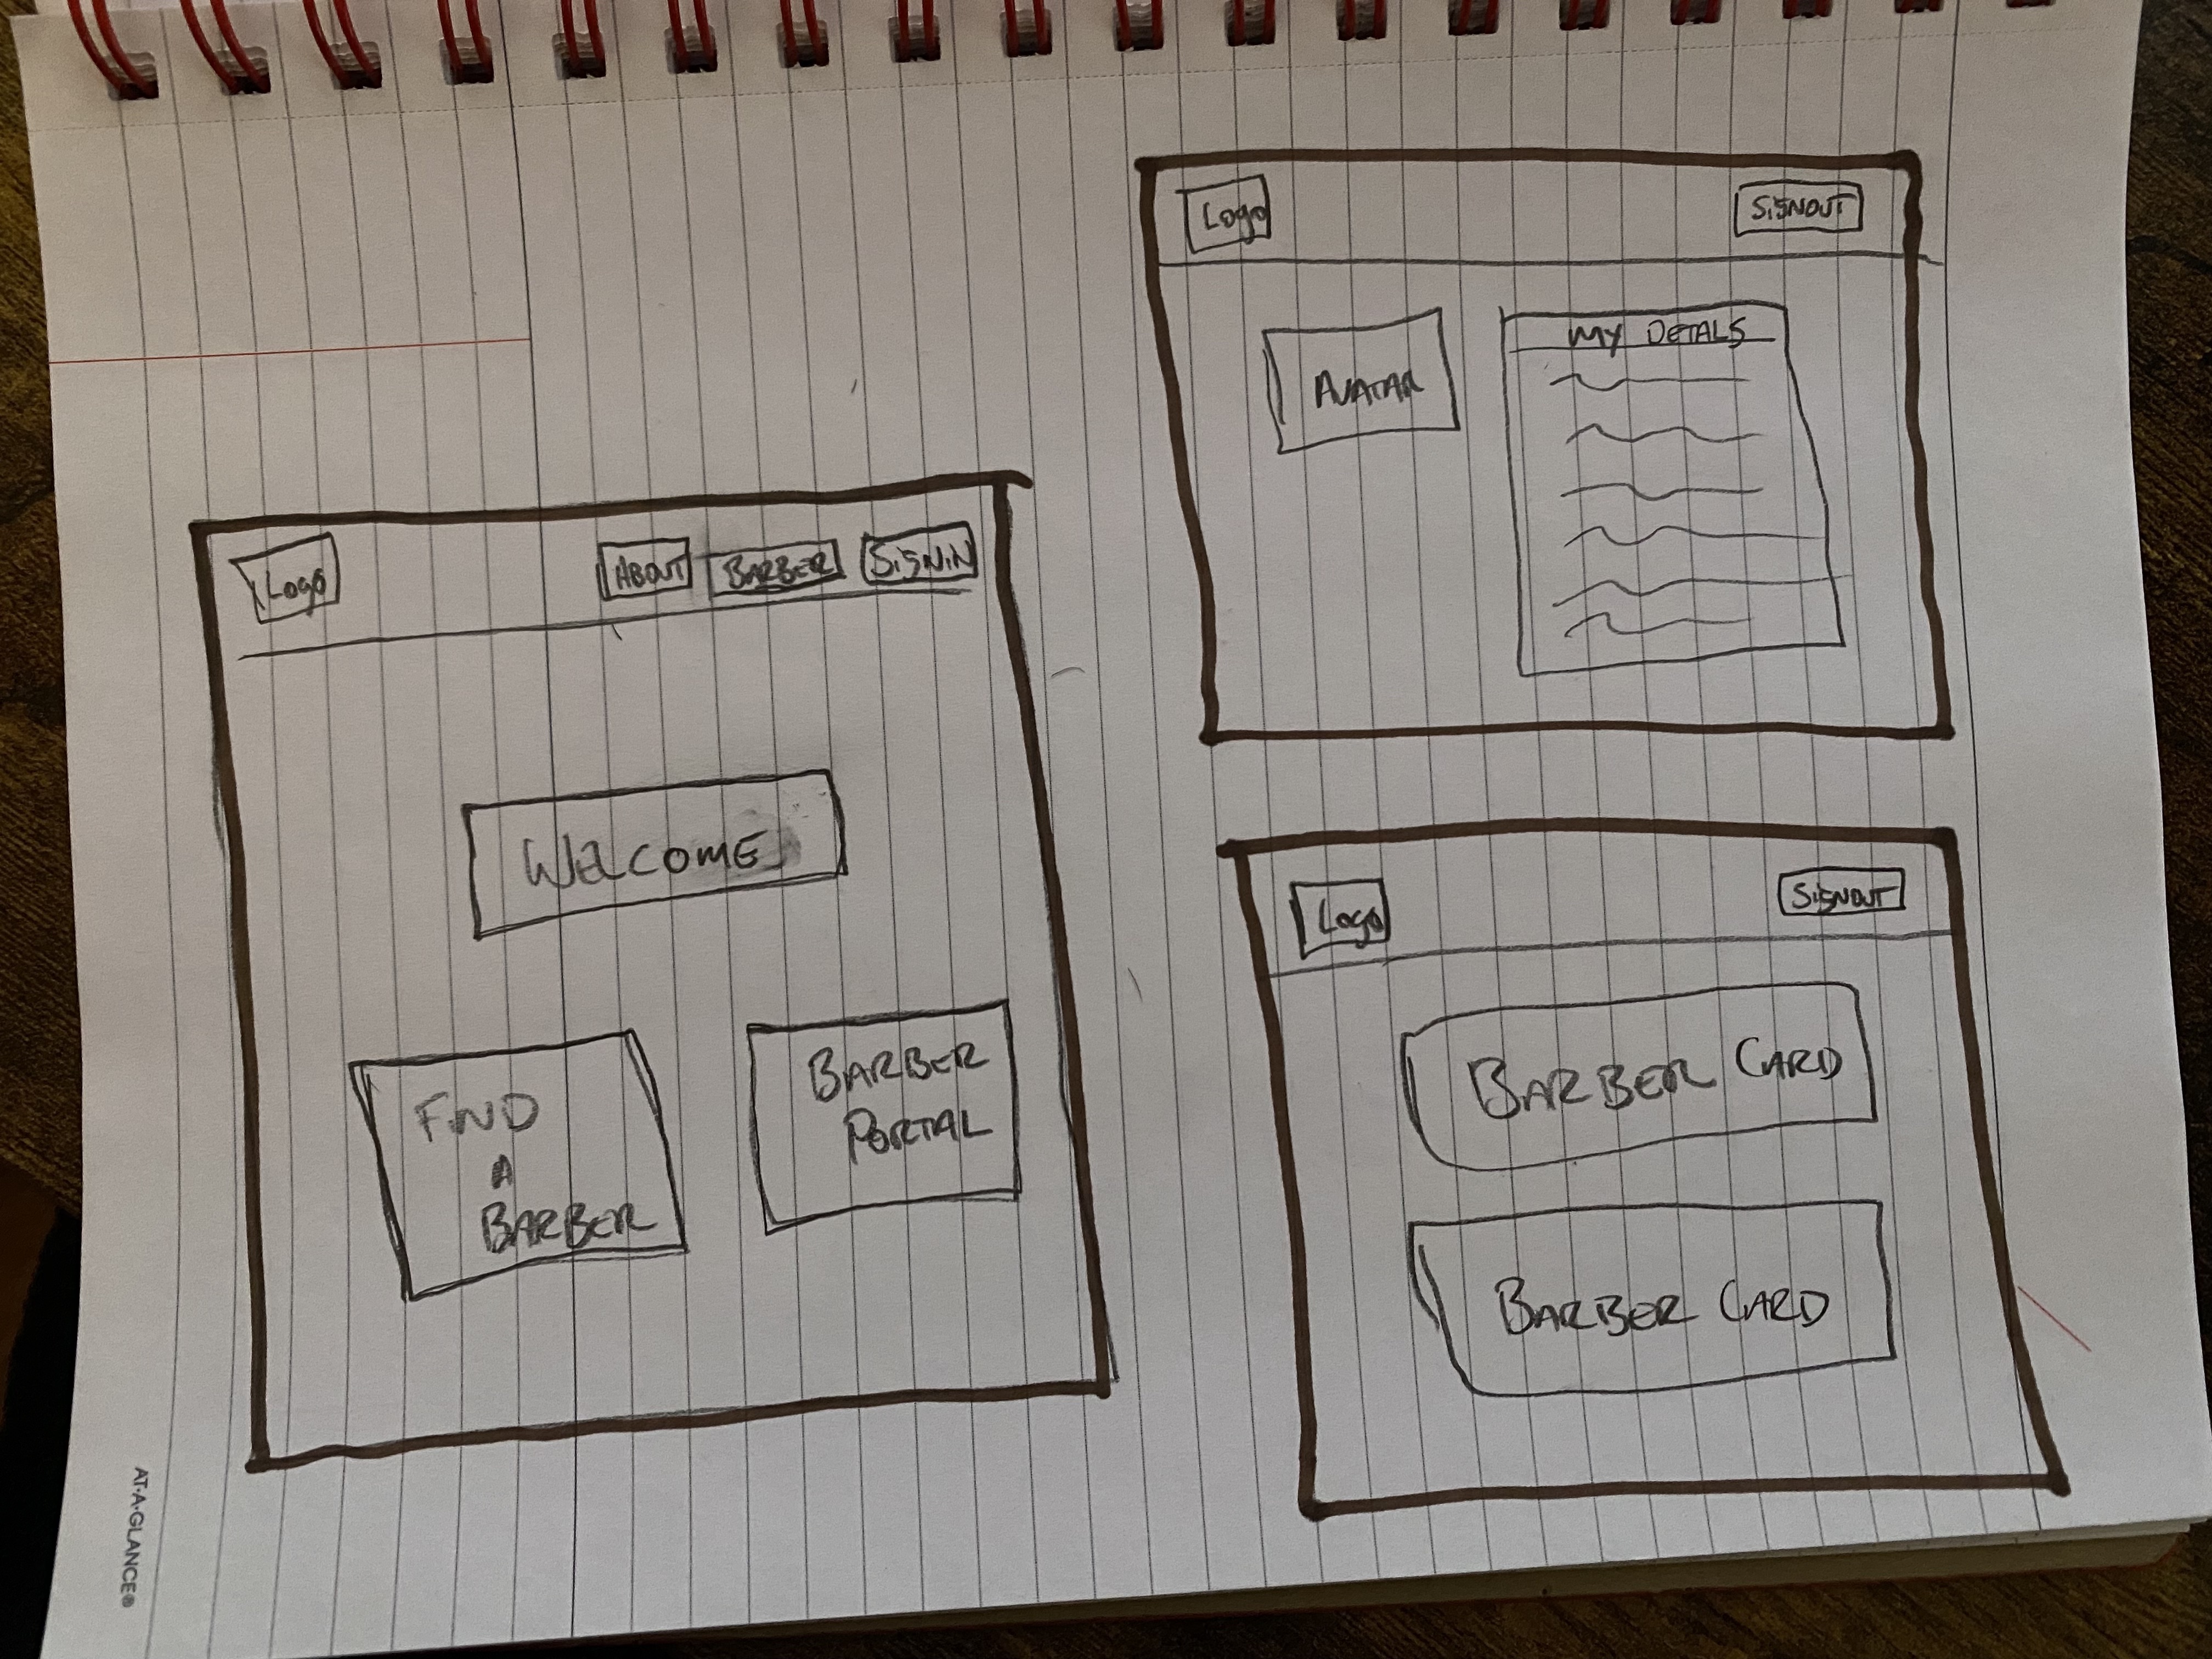 Logo
ABOUT
BARBER
SIGNIN
WELCOME
FIND
A
BARBER
BARBER
PORTAL
Logo
SIGNOUT
AVATAR
MY DETALS
Logo
SIGNOUT
BARBER CARD
BARBER CARD
AT-A-GLANCE®